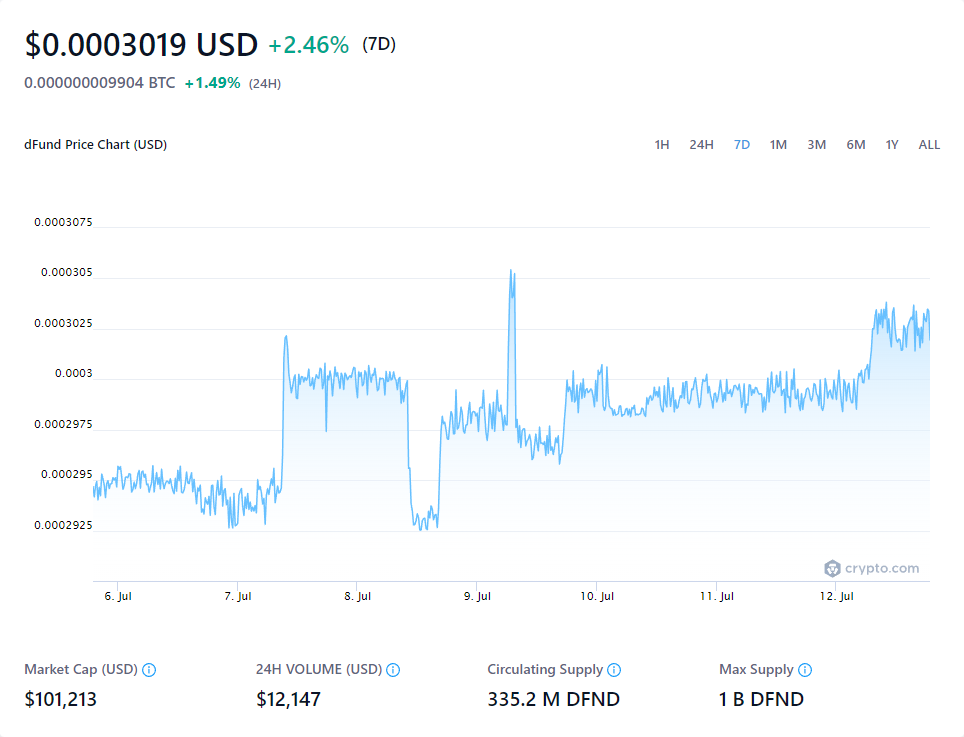 $0.0003019 USD +2.46% (7D)
0.000000009904 BTC +1.49% (24H)
dFund Price Chart (USD) 1H 24H 7D 1M 3M 6M 1Y ALL
0.0003075
0.000305
0.0003025
0.0003
0.0002975
0.000295
0.0002925
crypto.com
6. Jul 7. Jul 8. Jul 9. Jul 10. Jul 11. Jul 12. Jul
Market Cap (USD) 24H VOLUME (USD) Circulating Supply Max Supply
$101,213 $12,147 335.2 M DFND 1 B DFND